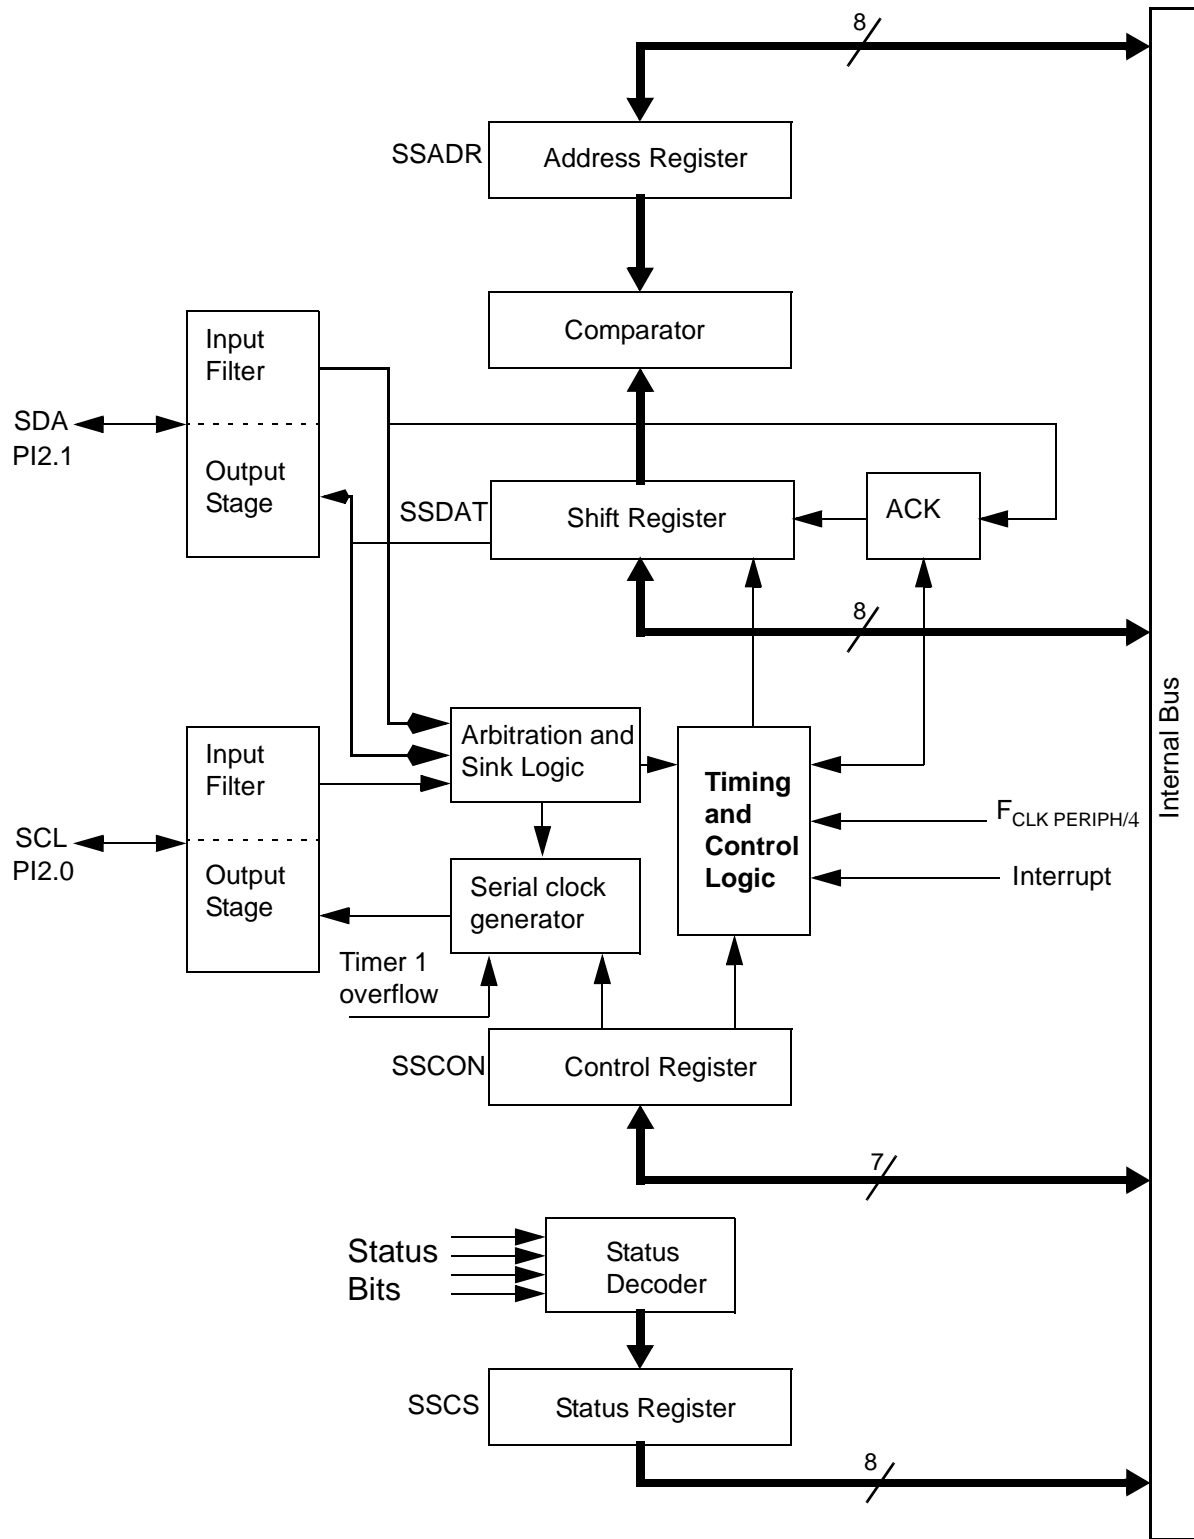 8
SSADR
Address Register
Comparator
Input
Filter
SDA
PI2.1
Output
Stage
SSDAT
Shift Register
ACK
8
Internal Bus
Input
Filter
Arbitration and
Sink Logic
Timing
and
Control
Logic
FCLK PERIPH/4
SCL
PI2.0
Output
Stage
Serial clock
generator
Interrupt
Timer 1
overflow
SSCON
Control Register
7
Status
Bits
Status
Decoder
SSCS
Status Register
8